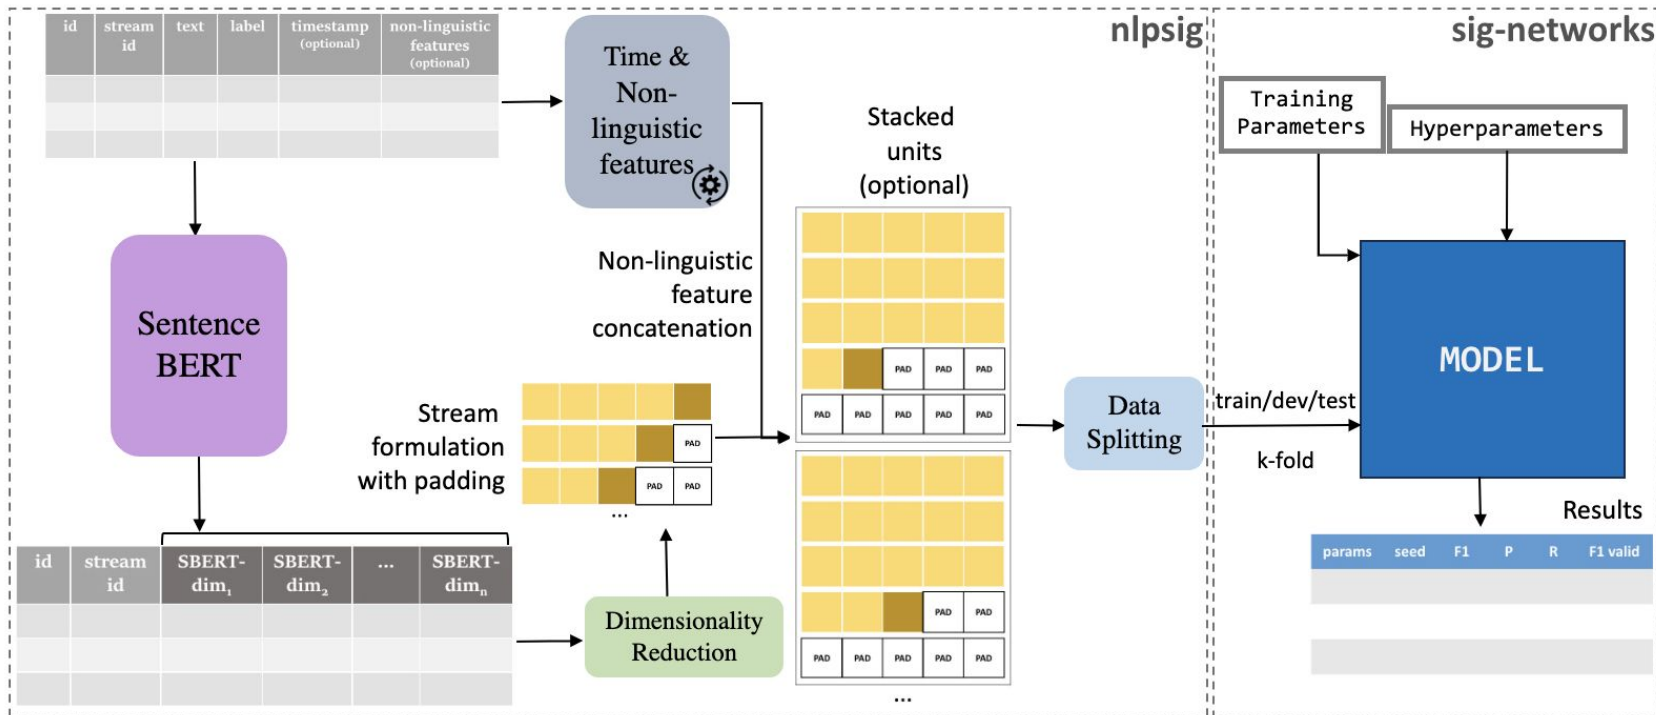 nlpsig
sig-networks
id
stream
id
text
label
timestamp
(optional)
non-linguistic
features
(optional)
Time &
Non-
linguistic
features
Stacked
units
(optional)
Training
Parameters
Hyperparameters
Sentence
BERT
Non-linguistic
feature
concatenation
PAD PAD PAD
PAD PAD PAD PAD PAD
MODEL
Stream
formulation
with padding
PAD
PAD PAD
...
Data
Splitting
train/dev/test
k-fold
PAD PAD
PAD PAD PAD PAD PAD
...
id
stream
id
SBERT-
dim₁
SBERT-
dim₂
...
SBERT-
dimₙ
Dimensionality
Reduction
Results
params seed F1 P R F1 valid